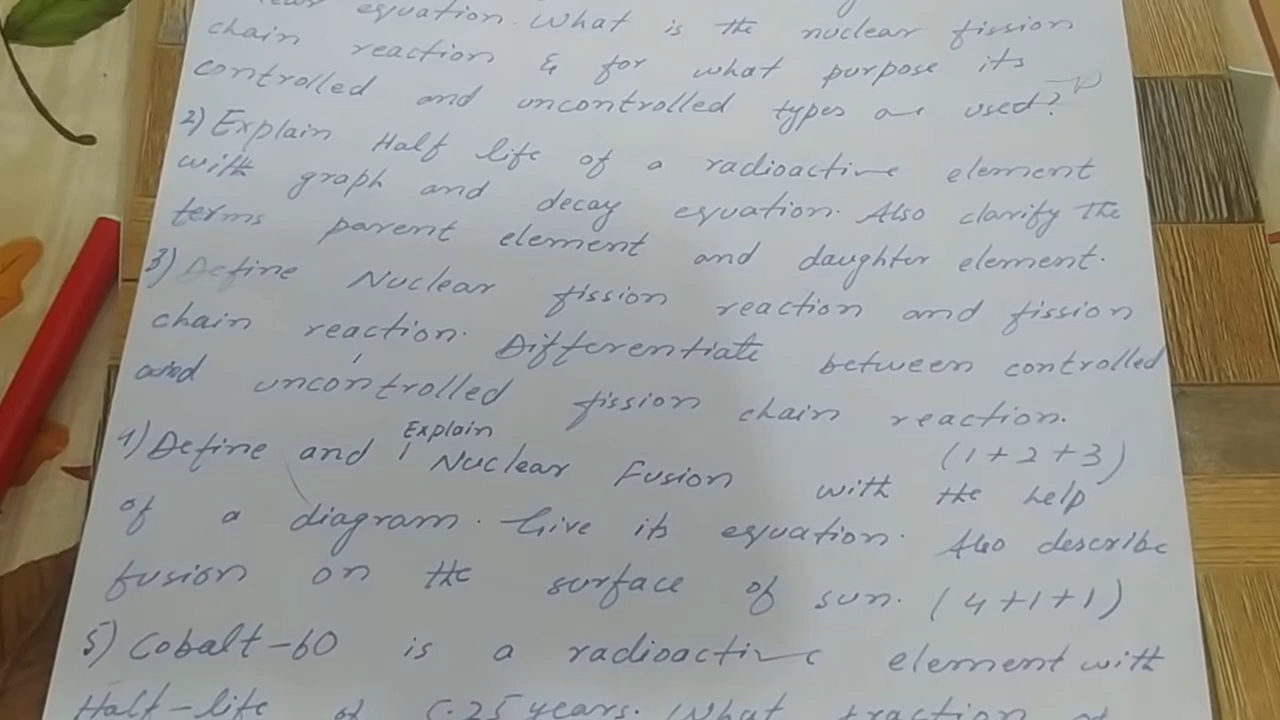 equation. What is the nuclear fission
chain reaction & for what purpose its
controlled and uncontrolled types are used?
2) Explain Half life of a radioactive element
with graph and decay equation. Also clarify the
terms parent element and daughter element.
3) Define Nuclear fission reaction and fission
chain reaction. Differentiate between controlled
and uncontrolled fission chain reaction.
(1+2+3)
4) Define and Explain Nuclear Fusion with the help
of a diagram. Give its equation. Also describe
fusion on the surface of sun. (4+1+1)
5) Cobalt-60 is a radioactive element with
Half-life of 5.25 years. What fraction of